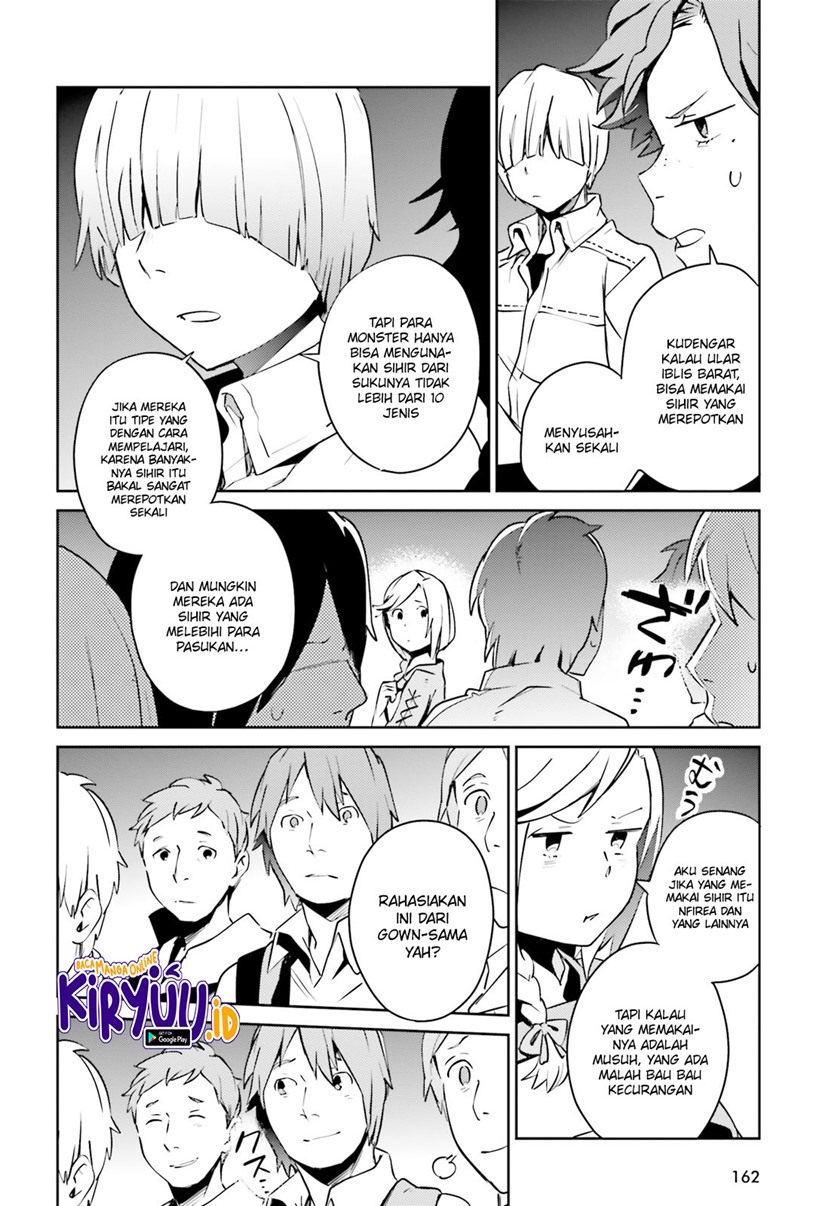 KUDENGAR
KALAU ULAR
IBLIS BARAT,
BISA MEMAKAI
SIHIR YANG
MEREPOTKAN
MENYUSAH-
KAN SEKALI
TAPI PARA
MONSTER HANYA
BISA MENGUNA-
KAN SIHIR DARI
SUKUNYA TIDAK
LEBIH DARI 10
JENIS
JIKA MEREKA
ITU TIPE YANG
DENGAN CARA
MEMPELAJARI,
KARENA BANYAK-
NYA SIHIR ITU
BAKAL SANGAT
MEREPOTKAN
SEKALI
DAN MUNGKIN
MEREKA ADA
SIHIR YANG
MELEBIHI PARA
PASUKAN...
ざわ…
むぅ
AKU SENANG
JIKA YANG ME-
MAKAI SIHIR ITU
NFIREA DAN
YANG LAINNYA
TAPI KALAU
YANG MEMAKAI-
NYA ADALAH
MUSUH, YANG ADA
MALAH BAU BAU
KECURANGAN
RAHASIAKAN
INI DARI
GOWN-SAMA
YAH?
BACA MANGA ONLINE
KIRYUU.iD
GET IT ON
Google Play
162